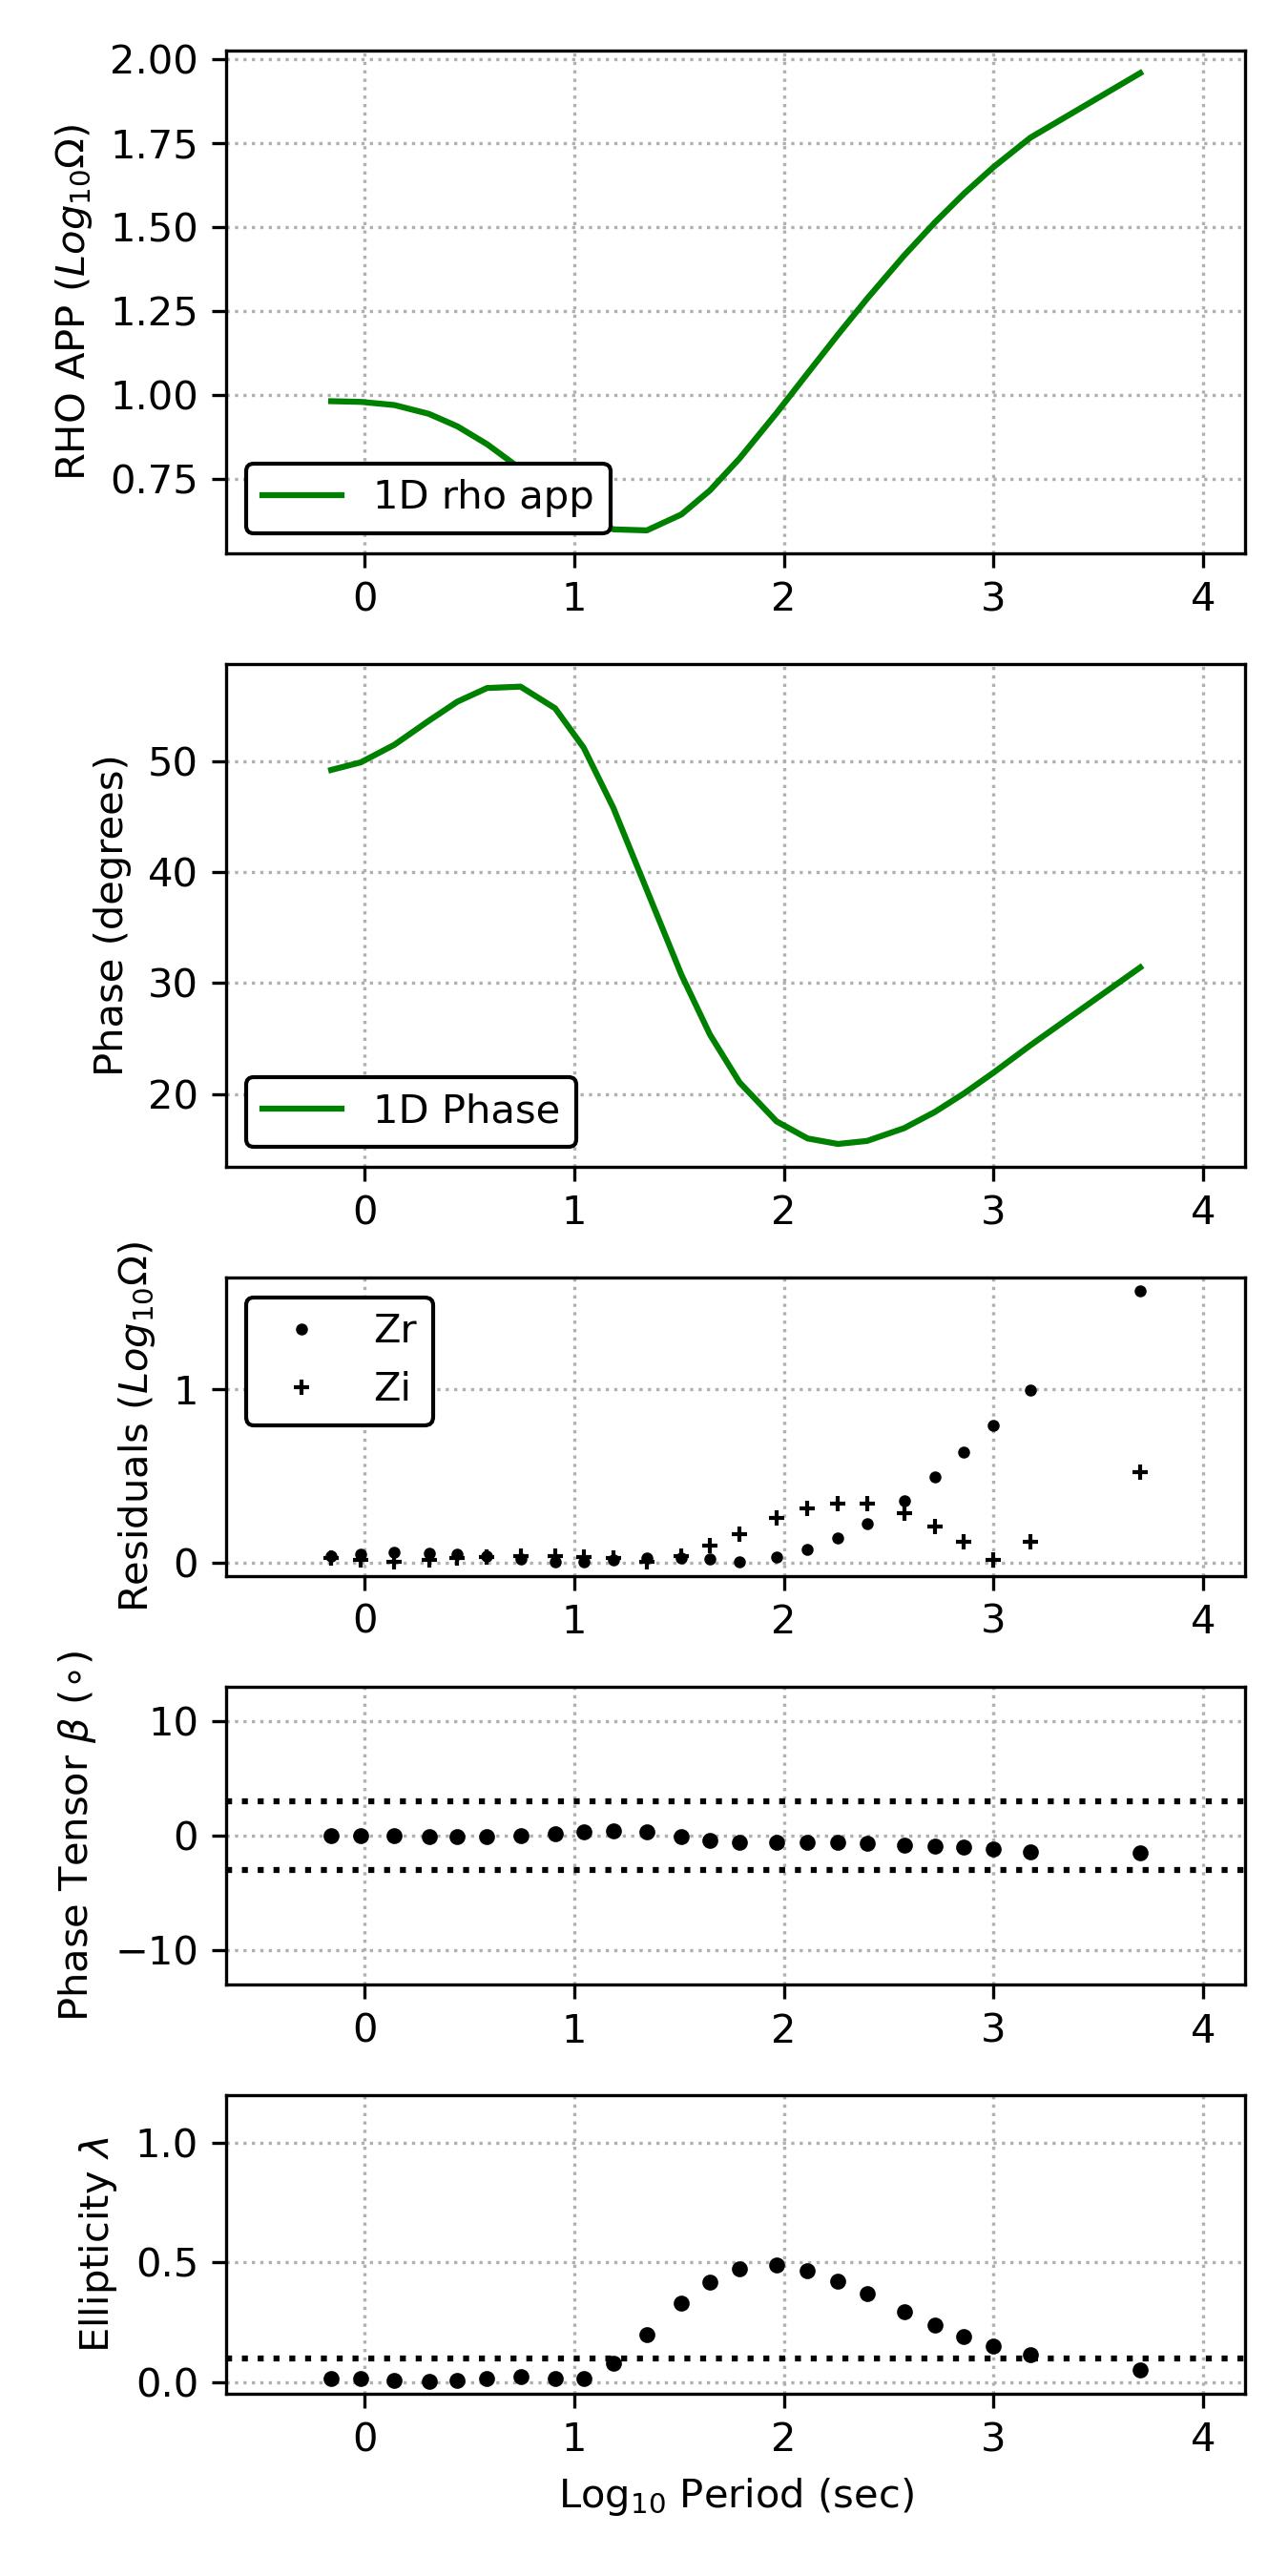 RHO APP (Log₁₀Ω)
2.00
1.75
1.50
1.25
1.00
0.75
1D rho app
0 1 2 3 4
Phase (degrees)
50
40
30
20
1D Phase
0 1 2 3 4
Residuals (Log₁₀Ω)
1
0
Zr
Zi
0 1 2 3 4
Phase Tensor β (∘)
10
0
−10
0 1 2 3 4
Ellipticity λ
1.0
0.5
0.0
0 1 2 3 4
Log₁₀ Period (sec)